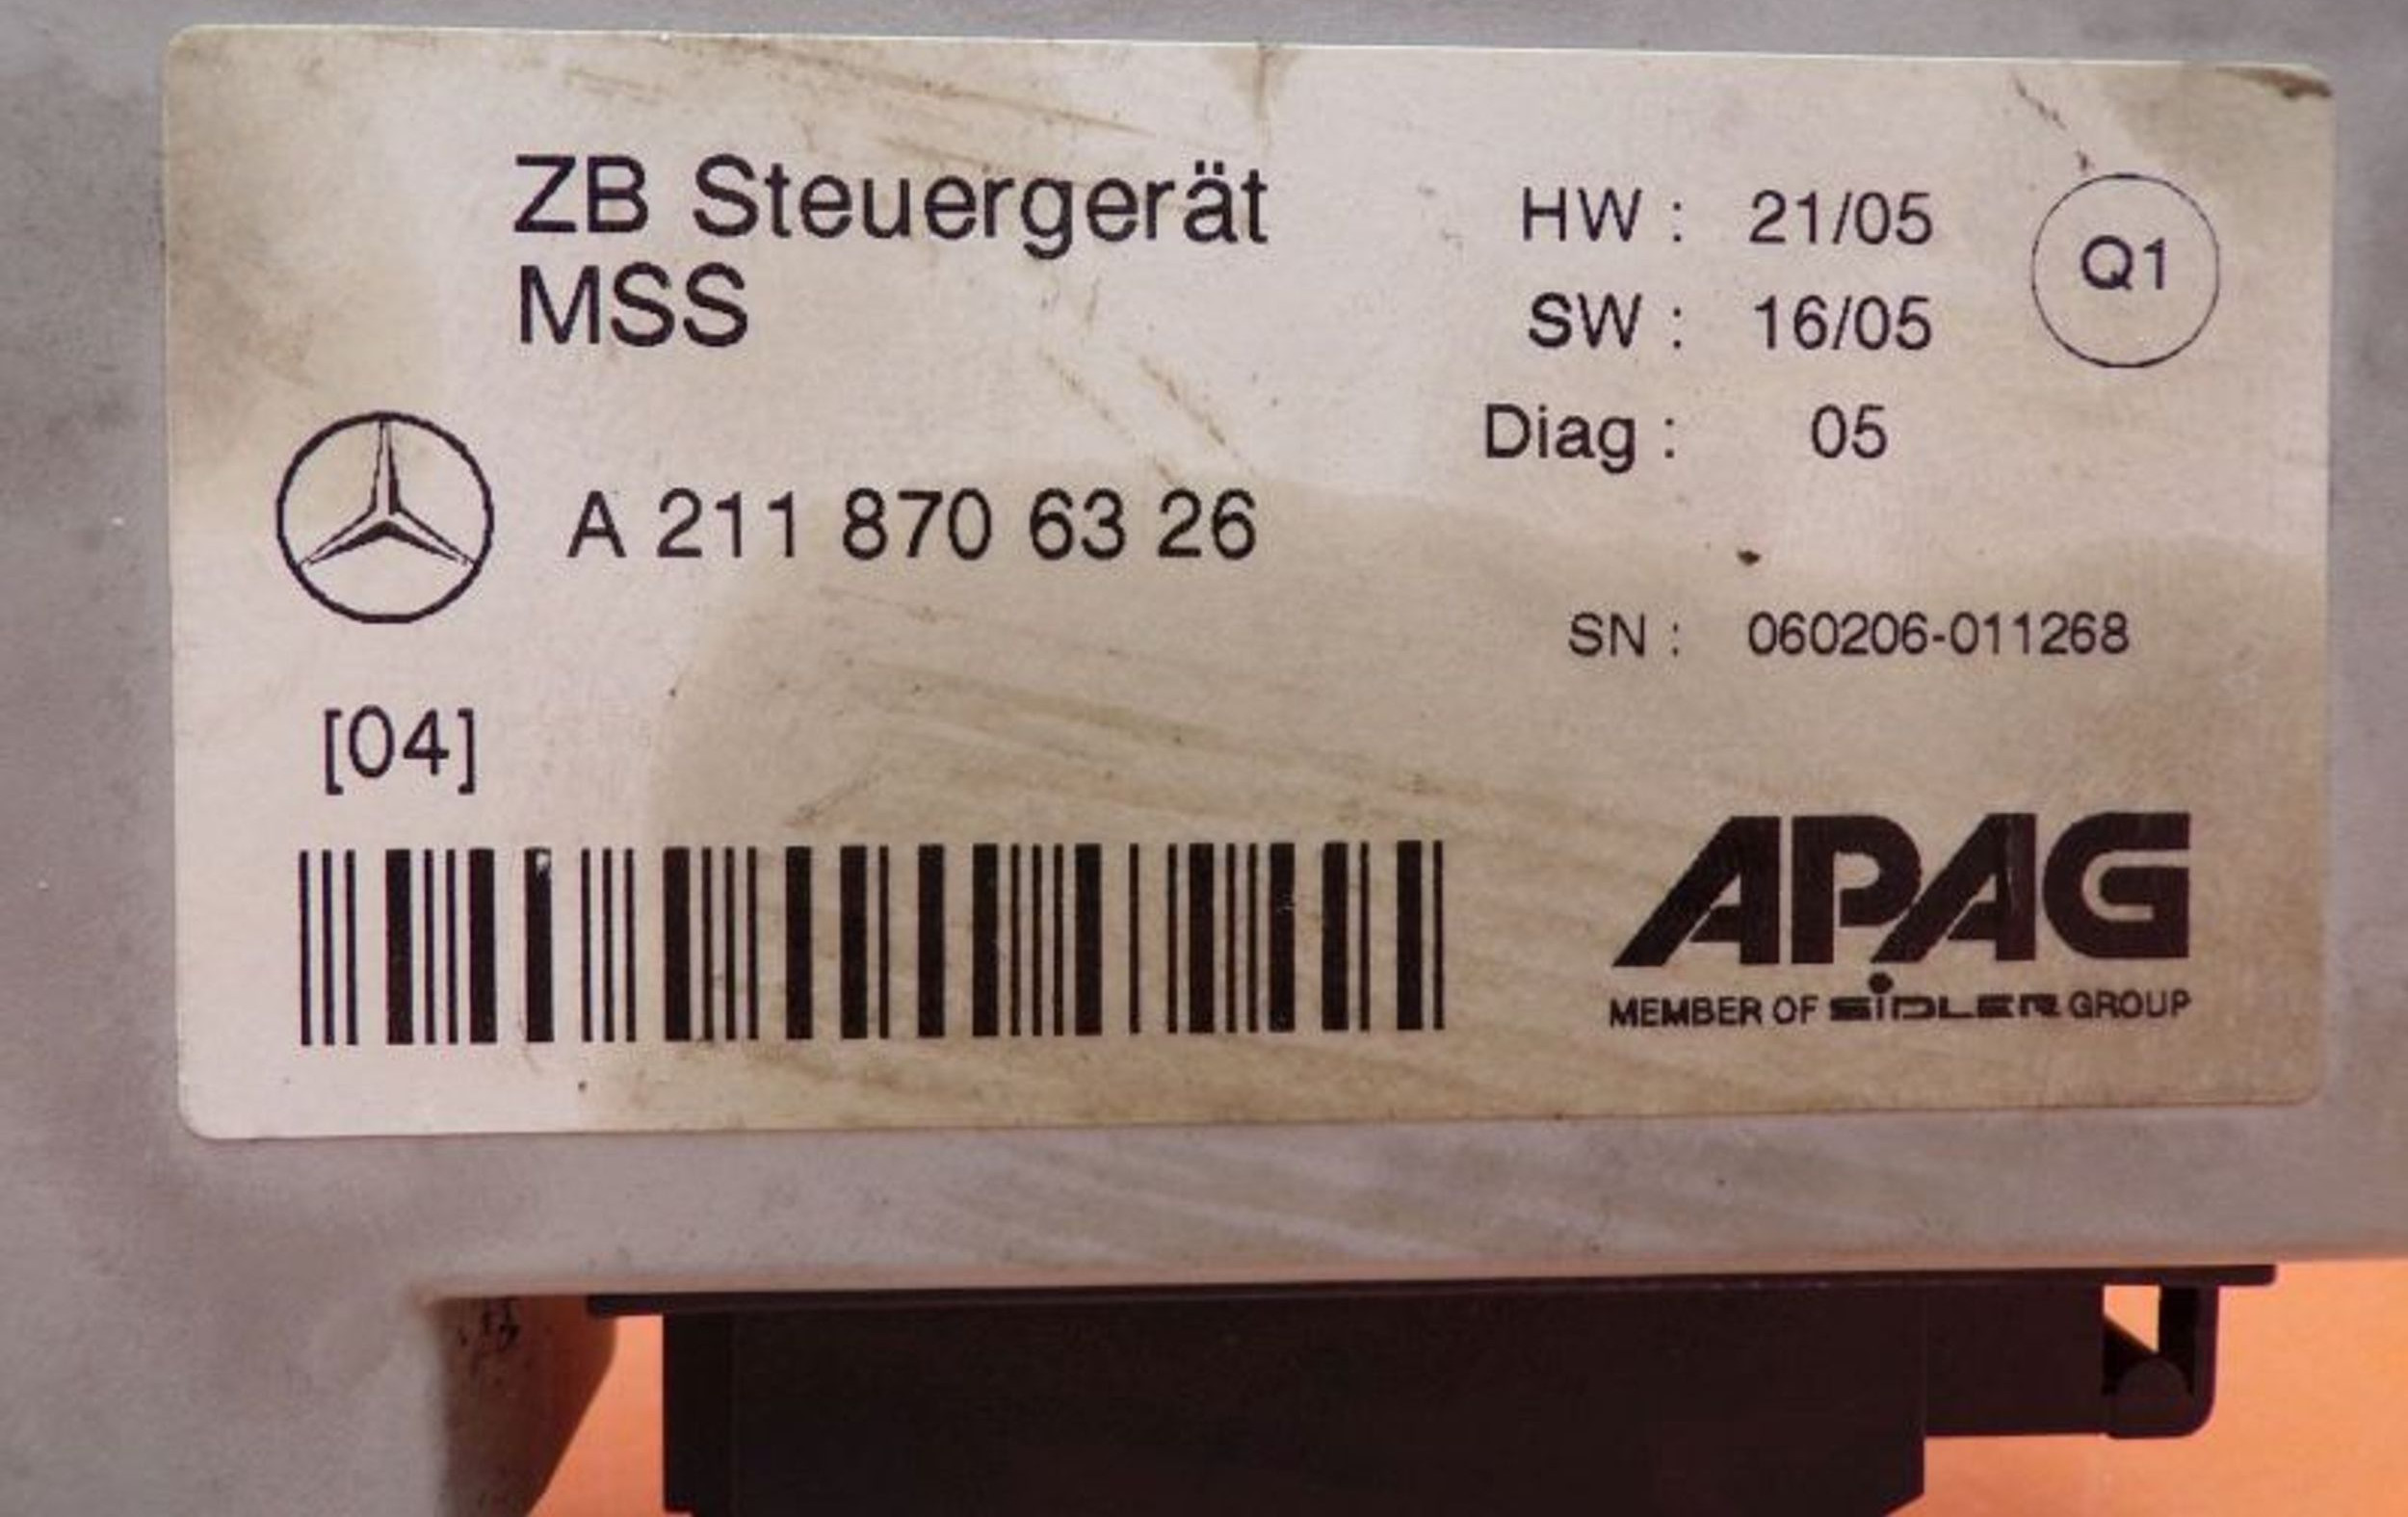 ZB Steuergerät
MSS
A 211 870 63 26
[04]
HW : 21/05
SW : 16/05
Diag : 05
Q1
SN : 060206-011268
APAG
MEMBER OF SIDLER GROUP